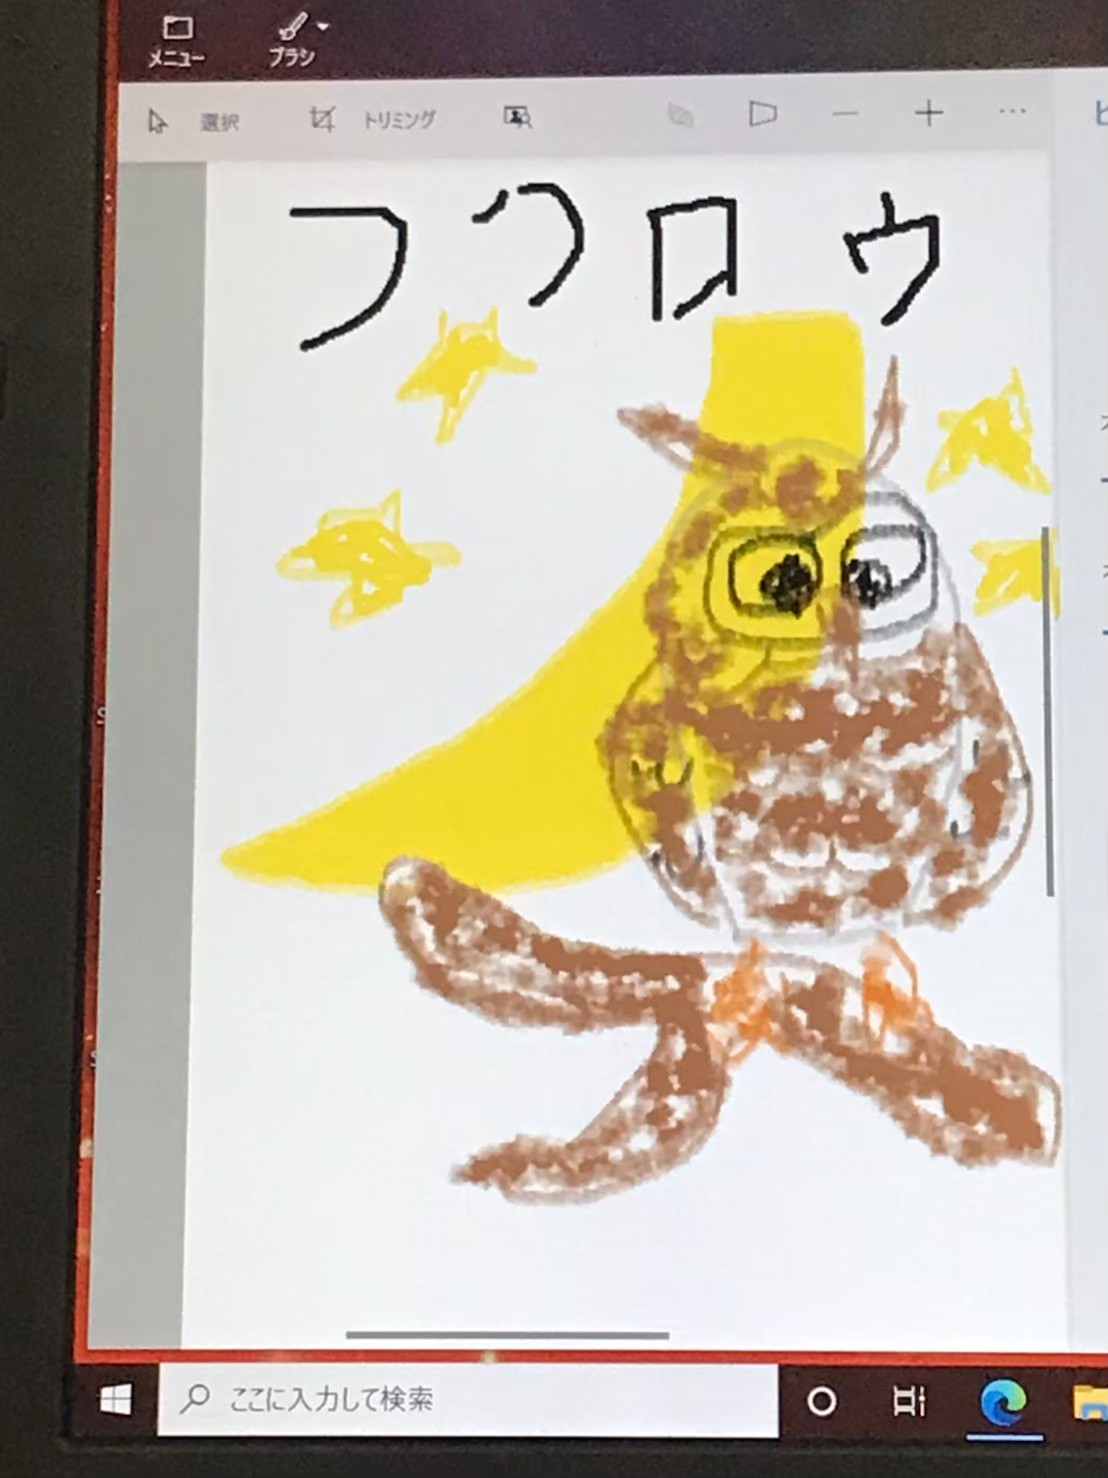 メニュー ブラシ
選択 トリミング
フクロウ
ここに入力して検索